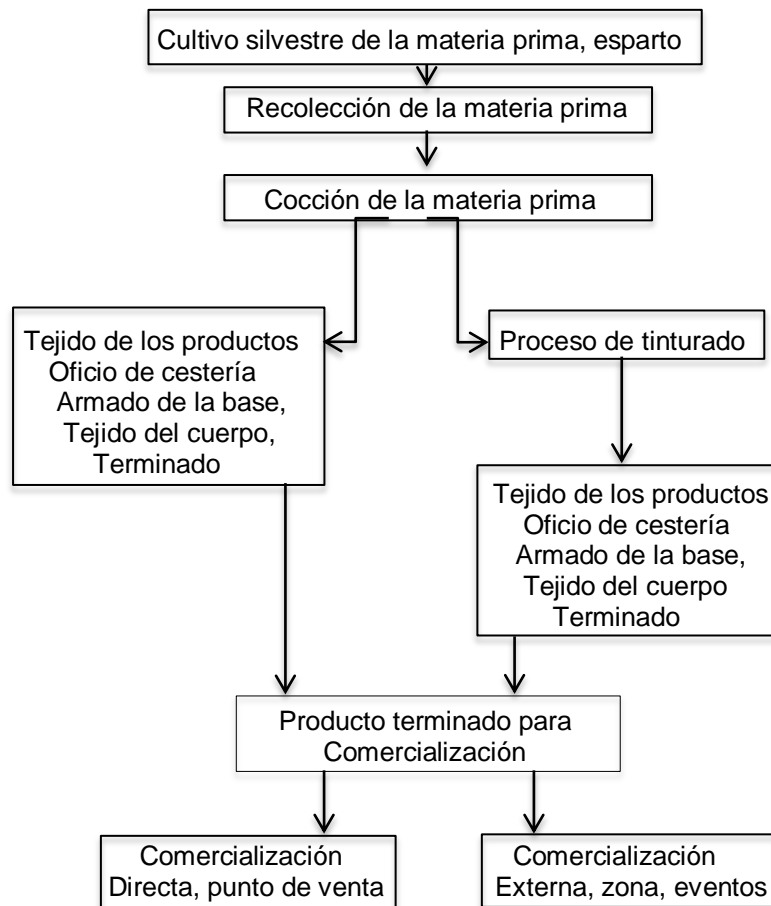 Cultivo silvestre de la materia prima, esparto
Recolección de la materia prima
Cocción de la materia prima
Tejido de los productos
Oficio de cestería
Armado de la base,
Tejido del cuerpo,
Terminado
Proceso de tinturado
Tejido de los productos
Oficio de cestería
Armado de la base,
Tejido del cuerpo
Terminado
Producto terminado para
Comercialización
Comercialización
Directa, punto de venta
Comercialización
Externa, zona, eventos